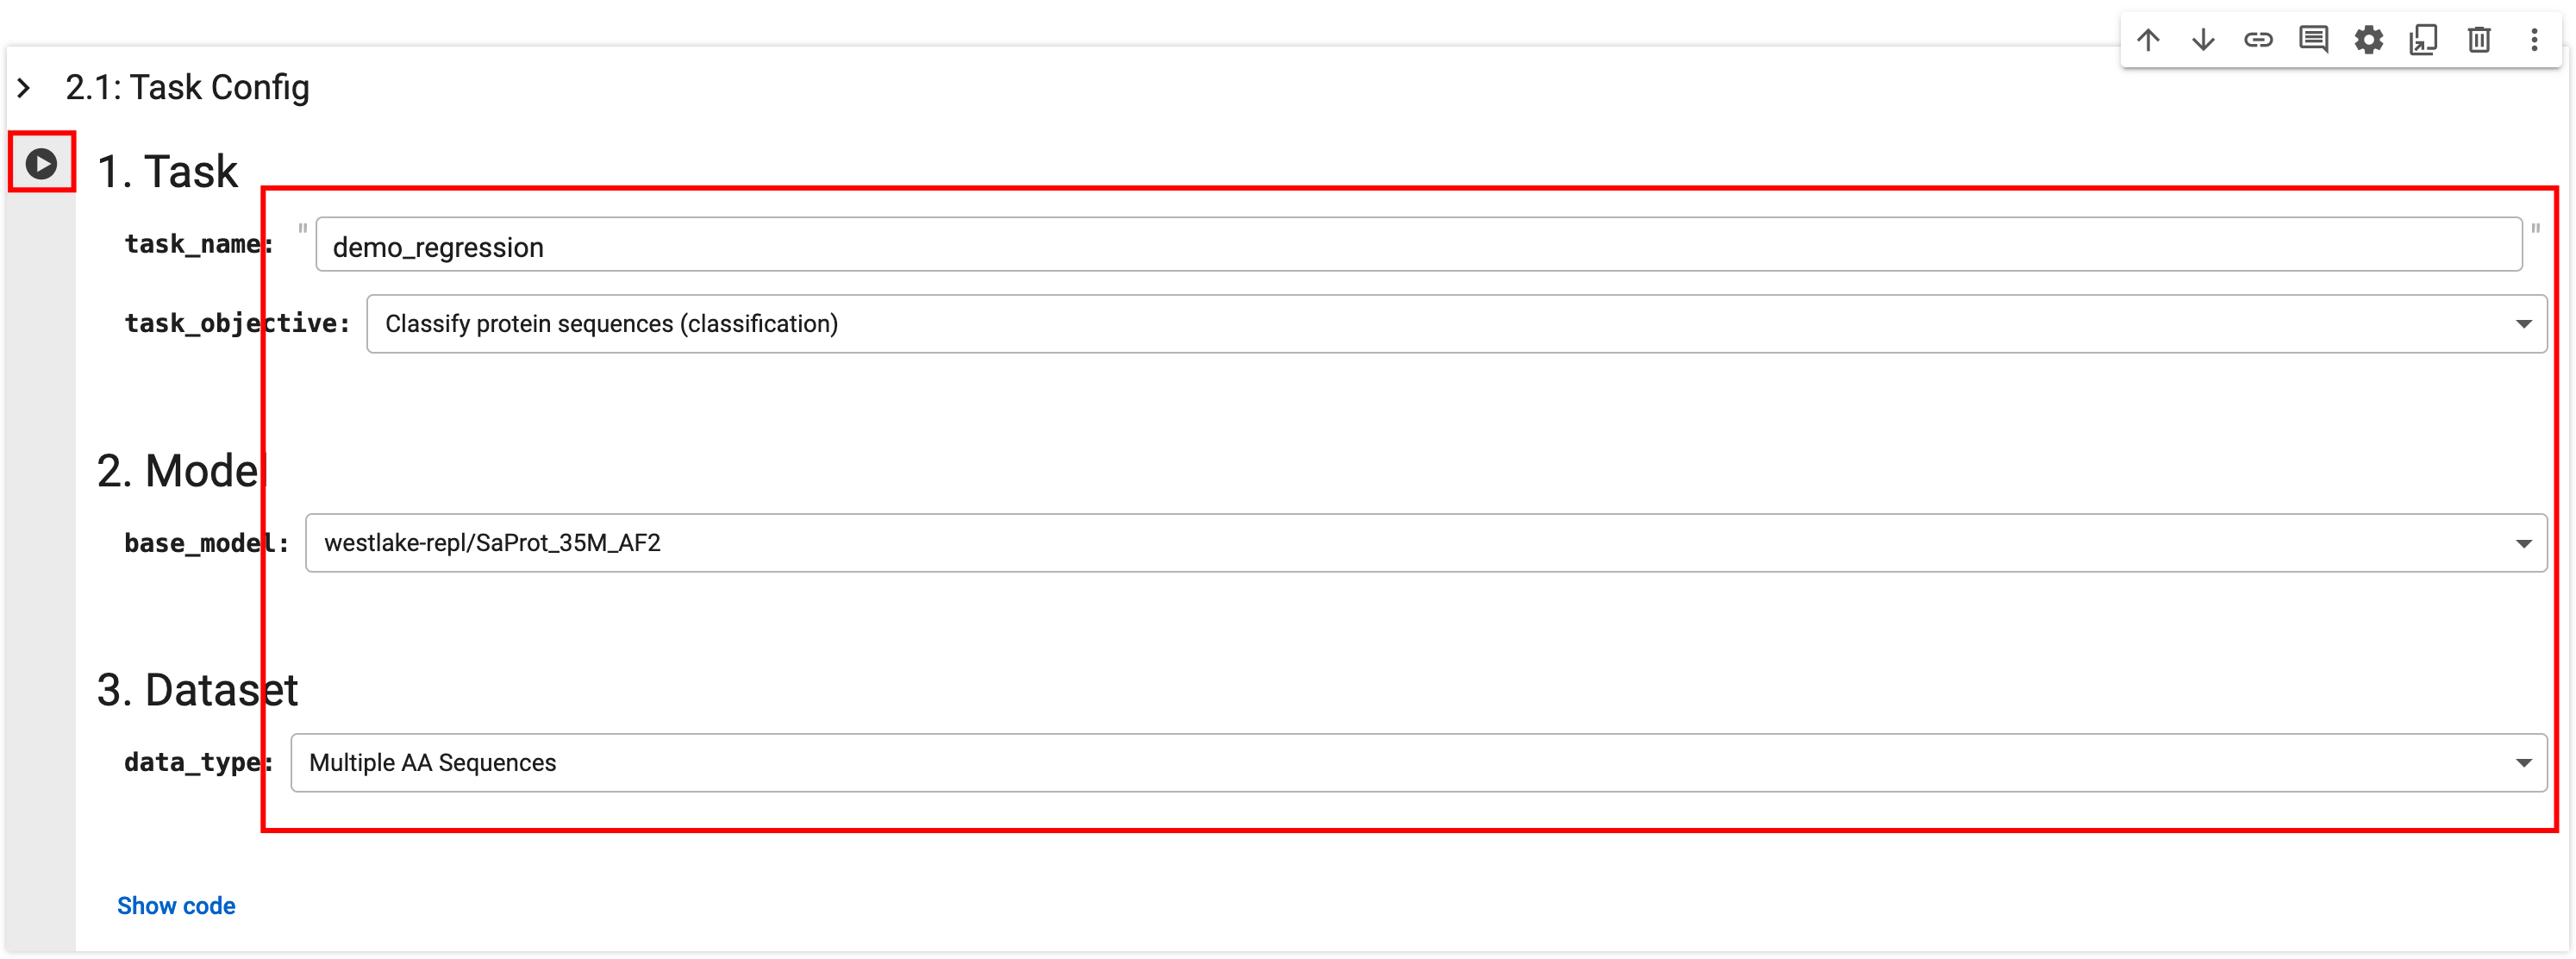 2.1: Task Config
1. Task
task_name: " demo_regression "
task_objective: Classify protein sequences (classification)
2. Model
base_model: westlake-repl/SaProt_35M_AF2
3. Dataset
data_type: Multiple AA Sequences
Show code